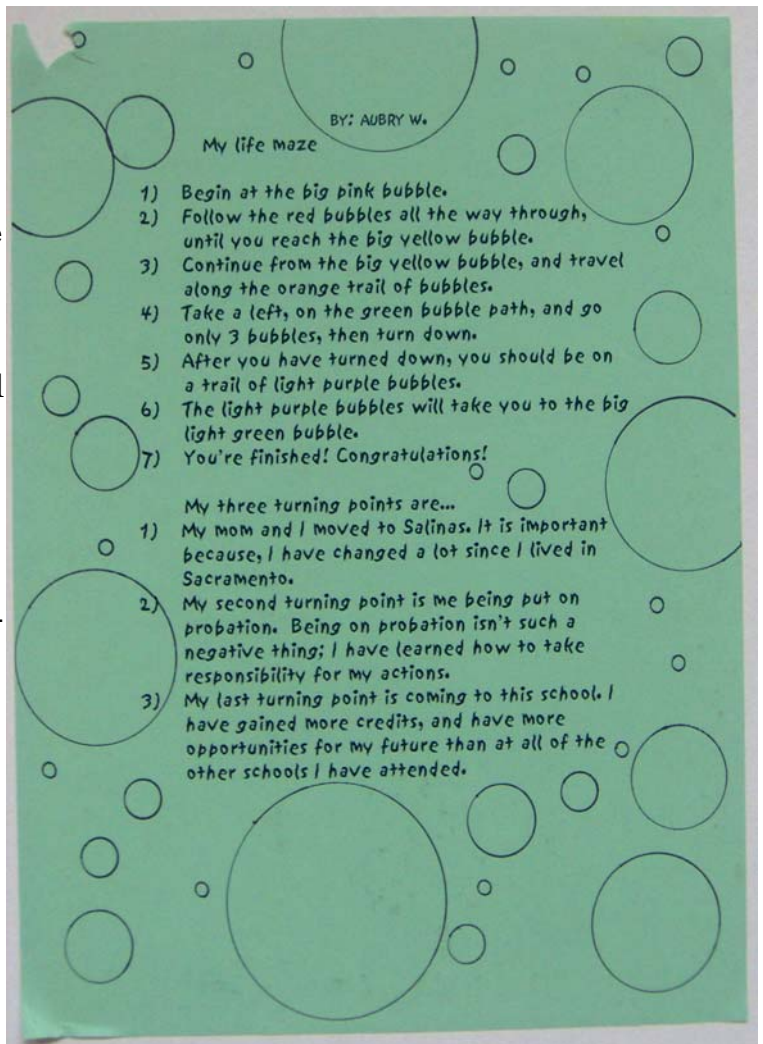 BY: AUBRY W.
My life maze
1) Begin at the big pink bubble.
2) Follow the red bubbles all the way through,
until you reach the big yellow bubble.
3) Continue from the big yellow bubble, and travel
along the orange trail of bubbles.
4) Take a left, on the green bubble path, and go
only 3 bubbles, then turn down.
5) After you have turned down, you should be on
a trail of light purple bubbles.
6) The light purple bubbles will take you to the big
light green bubble.
7) You're finished! Congratulations!
My three turning points are...
1) My mom and I moved to Salinas. It is important
because, I have changed a lot since I lived in
Sacramento.
2) My second turning point is me being put on
probation. Being on probation isn't such a
negative thing; I have learned how to take
responsibility for my actions.
3) My last turning point is coming to this school. I
have gained more credits, and have more
opportunities for my future than at all of the
other schools I have attended.